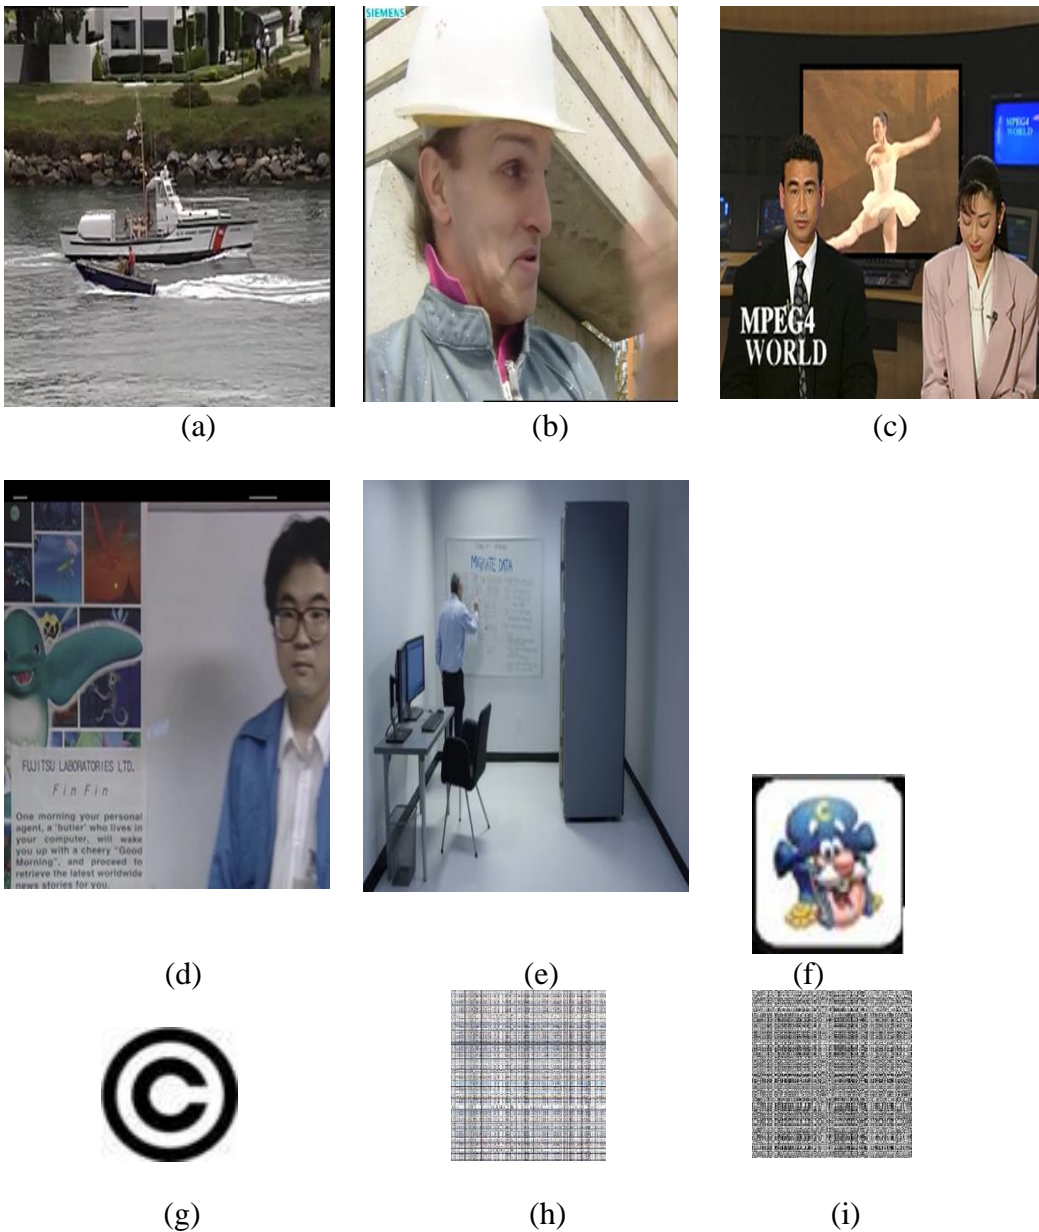 SIEMENS
MPEG4
WORLD
MPEG4
WORLD
(a)
(b)
(c)
MIGRATE DATA
FUJITSU LABORATORIES LTD.
Fin Fin
One morning your personal
agent, a 'butler' who lives in
your computer, will wake
you up with a cheery "Good
Morning", and proceed to
retrieve the latest worldwide
news stories for you.
(d)
(e)
(f)
C
(g)
(h)
(i)